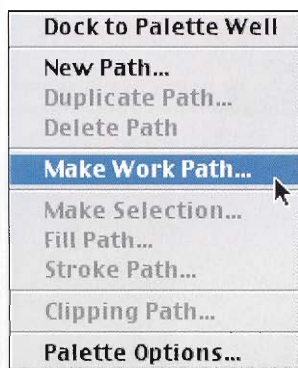 Dock to Palette Well
New Path...
Duplicate Path...
Delete Path
Make Work Path...
Make Selection...
Fill Path...
Stroke Path...
Clipping Path...
Palette Options...